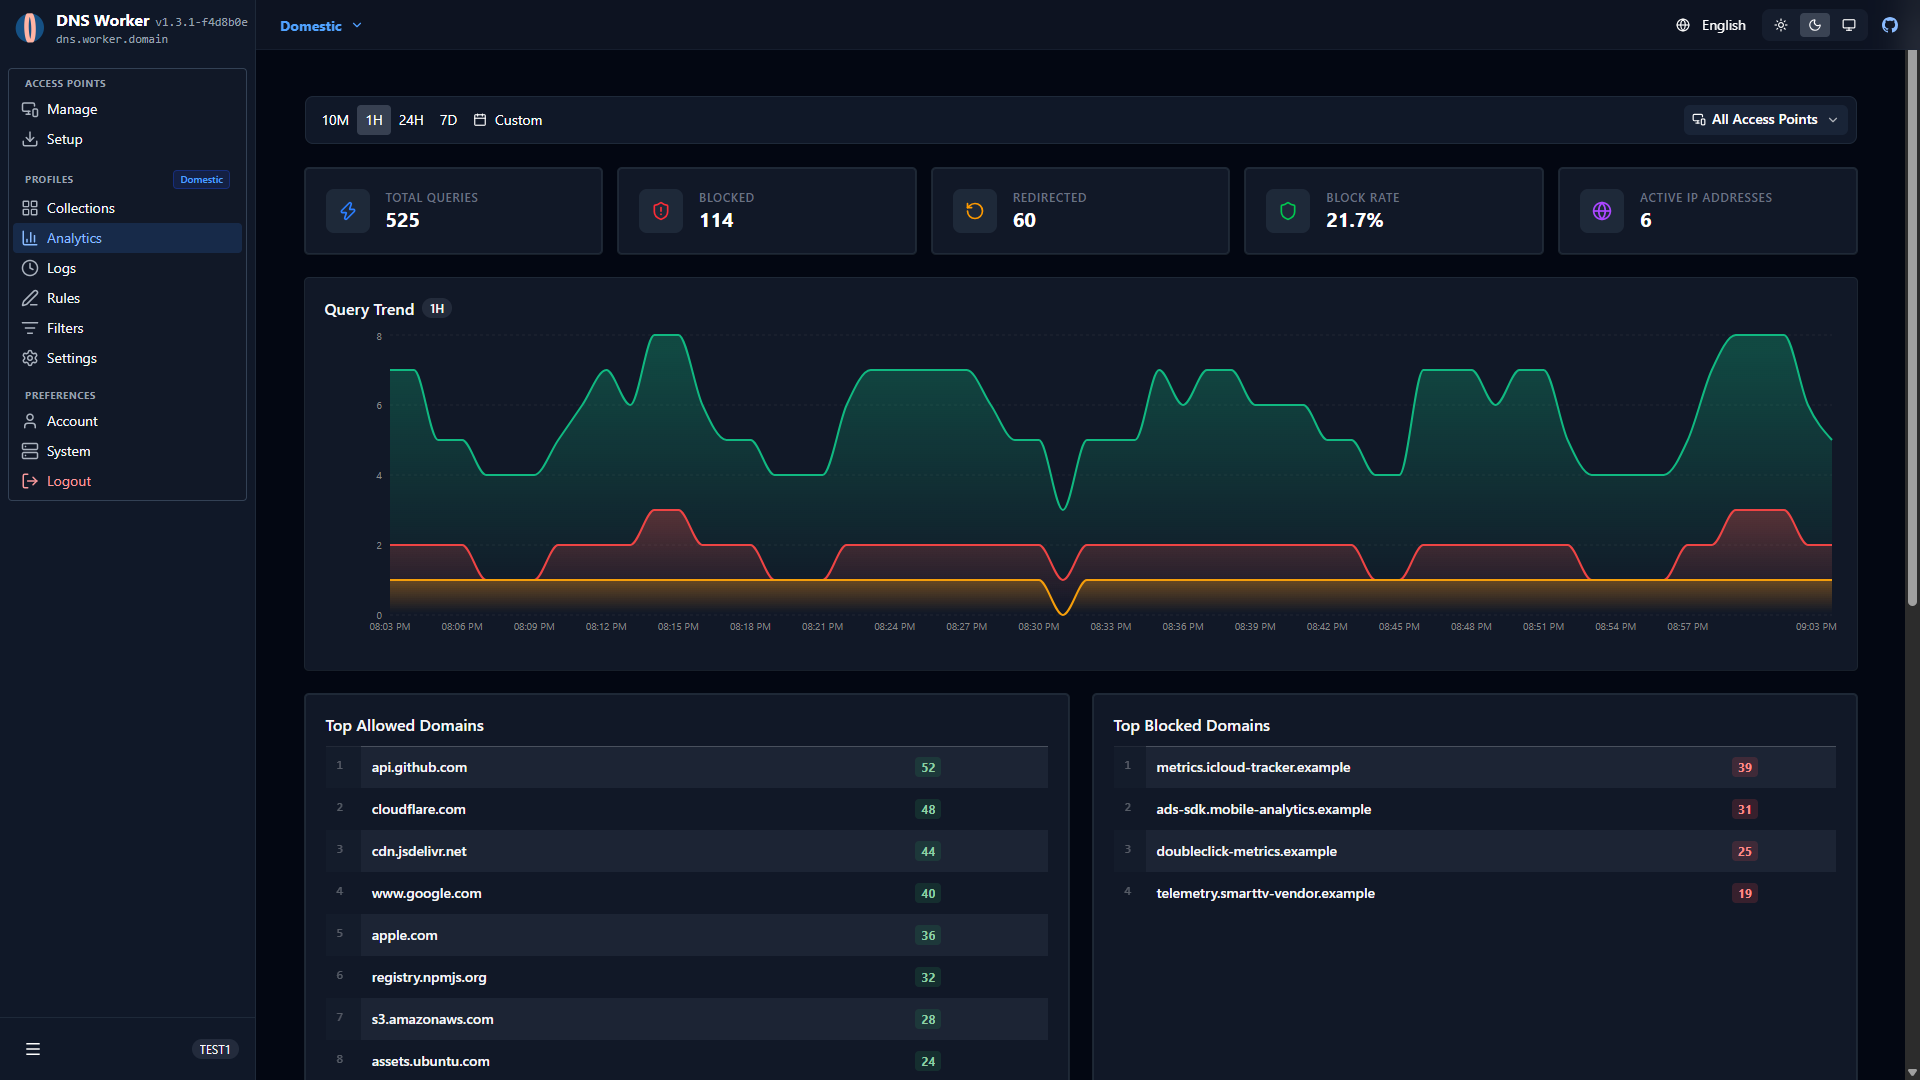 DNS Worker v1.3.1-f4d8b0e
dns.worker.domain
Domestic
English
ACCESS POINTS
Manage
Setup
PROFILES Domestic
Collections
Analytics
Logs
Rules
Filters
Settings
PREFERENCES
Account
System
Logout
TEST1
10M 1H 24H 7D Custom
All Access Points
TOTAL QUERIES
525
BLOCKED
114
REDIRECTED
60
BLOCK RATE
21.7%
ACTIVE IP ADDRESSES
6
Query Trend 1H
8
6
4
2
0
08:03 PM 08:06 PM 08:09 PM 08:12 PM 08:15 PM 08:18 PM 08:21 PM 08:24 PM 08:27 PM 08:30 PM 08:33 PM 08:36 PM 08:39 PM 08:42 PM 08:45 PM 08:48 PM 08:51 PM 08:54 PM 08:57 PM 09:03 PM
Top Allowed Domains
1 api.github.com 52
2 cloudflare.com 48
3 cdn.jsdelivr.net 44
4 www.google.com 40
5 apple.com 36
6 registry.npmjs.org 32
7 s3.amazonaws.com 28
8 assets.ubuntu.com 24
Top Blocked Domains
1 metrics.icloud-tracker.example 39
2 ads-sdk.mobile-analytics.example 31
3 doubleclick-metrics.example 25
4 telemetry.smarttv-vendor.example 19